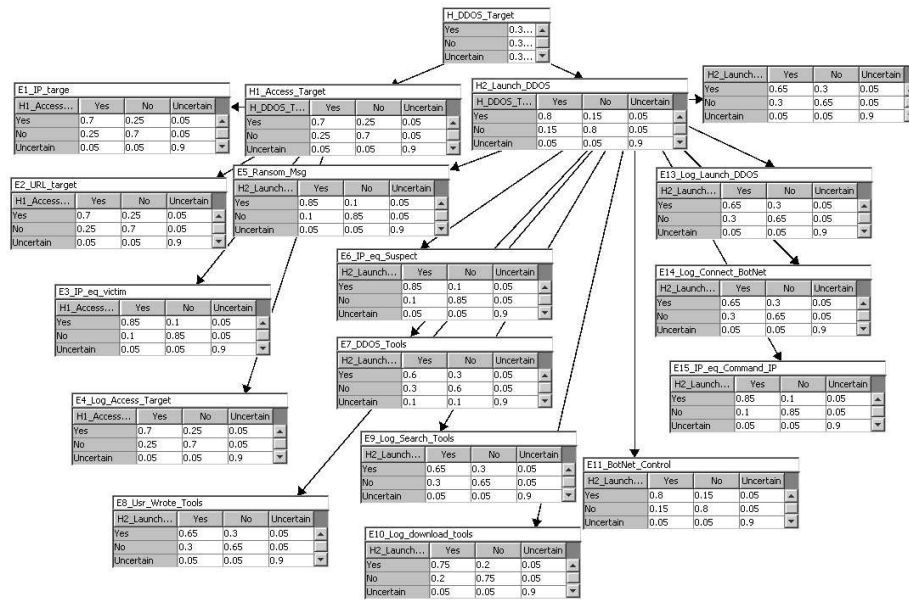 H_DDOS_Target
Yes 0.3...
No 0.3...
Uncertain 0.3...
E1_IP_targe
H1_Access... Yes No Uncertain
Yes 0.7 0.25 0.05
No 0.25 0.7 0.05
Uncertain 0.05 0.05 0.9
H1_Access_Target
H_DDOS_T... Yes No Uncertain
Yes 0.7 0.25 0.05
No 0.25 0.7 0.05
Uncertain 0.05 0.05 0.9
H2_Launch_DDOS
H_DDOS_T... Yes No Uncertain
Yes 0.8 0.15 0.05
No 0.15 0.8 0.05
Uncertain 0.05 0.05 0.9
H2_Launch... Yes No Uncertain
Yes 0.65 0.3 0.05
No 0.3 0.65 0.05
Uncertain 0.05 0.05 0.9
E2_URL_target
H1_Access... Yes No Uncertain
Yes 0.7 0.25 0.05
No 0.25 0.7 0.05
Uncertain 0.05 0.05 0.9
E5_Ransom_Msg
H2_Launch... Yes No Uncertain
Yes 0.85 0.1 0.05
No 0.1 0.85 0.05
Uncertain 0.05 0.05 0.9
E13_Log_Launch_DDOS
H2_Launch... Yes No Uncertain
Yes 0.65 0.3 0.05
No 0.3 0.65 0.05
Uncertain 0.05 0.05 0.9
E6_IP_eq_Suspect
H2_Launch... Yes No Uncertain
Yes 0.85 0.1 0.05
No 0.1 0.85 0.05
Uncertain 0.05 0.05 0.9
E14_Log_Connect_BotNet
H2_Launch... Yes No Uncertain
Yes 0.65 0.3 0.05
No 0.3 0.65 0.05
Uncertain 0.05 0.05 0.9
E3_IP_eq_victim
H1_Access... Yes No Uncertain
Yes 0.85 0.1 0.05
No 0.1 0.85 0.05
Uncertain 0.05 0.05 0.9
E7_DDOS_Tools
H2_Launch... Yes No Uncertain
Yes 0.6 0.3 0.05
No 0.3 0.6 0.05
Uncertain 0.1 0.1 0.9
E15_IP_eq_Command_IP
H2_Launch... Yes No Uncertain
Yes 0.85 0.1 0.05
No 0.1 0.85 0.05
Uncertain 0.05 0.05 0.9
E4_Log_Access_Target
H1_Access... Yes No Uncertain
Yes 0.7 0.25 0.05
No 0.25 0.7 0.05
Uncertain 0.05 0.05 0.9
E9_Log_Search_Tools
H2_Launch... Yes No Uncertain
Yes 0.65 0.3 0.05
No 0.3 0.65 0.05
Uncertain 0.05 0.05 0.9
E11_BotNet_Control
H2_Launch... Yes No Uncertain
Yes 0.8 0.15 0.05
No 0.15 0.8 0.05
Uncertain 0.05 0.05 0.9
E8_Usr_Wrote_Tools
H2_Launch... Yes No Uncertain
Yes 0.65 0.3 0.05
No 0.3 0.65 0.05
Uncertain 0.05 0.05 0.9
E10_Log_download_tools
H2_Launch... Yes No Uncertain
Yes 0.75 0.2 0.05
No 0.2 0.75 0.05
Uncertain 0.05 0.05 0.9